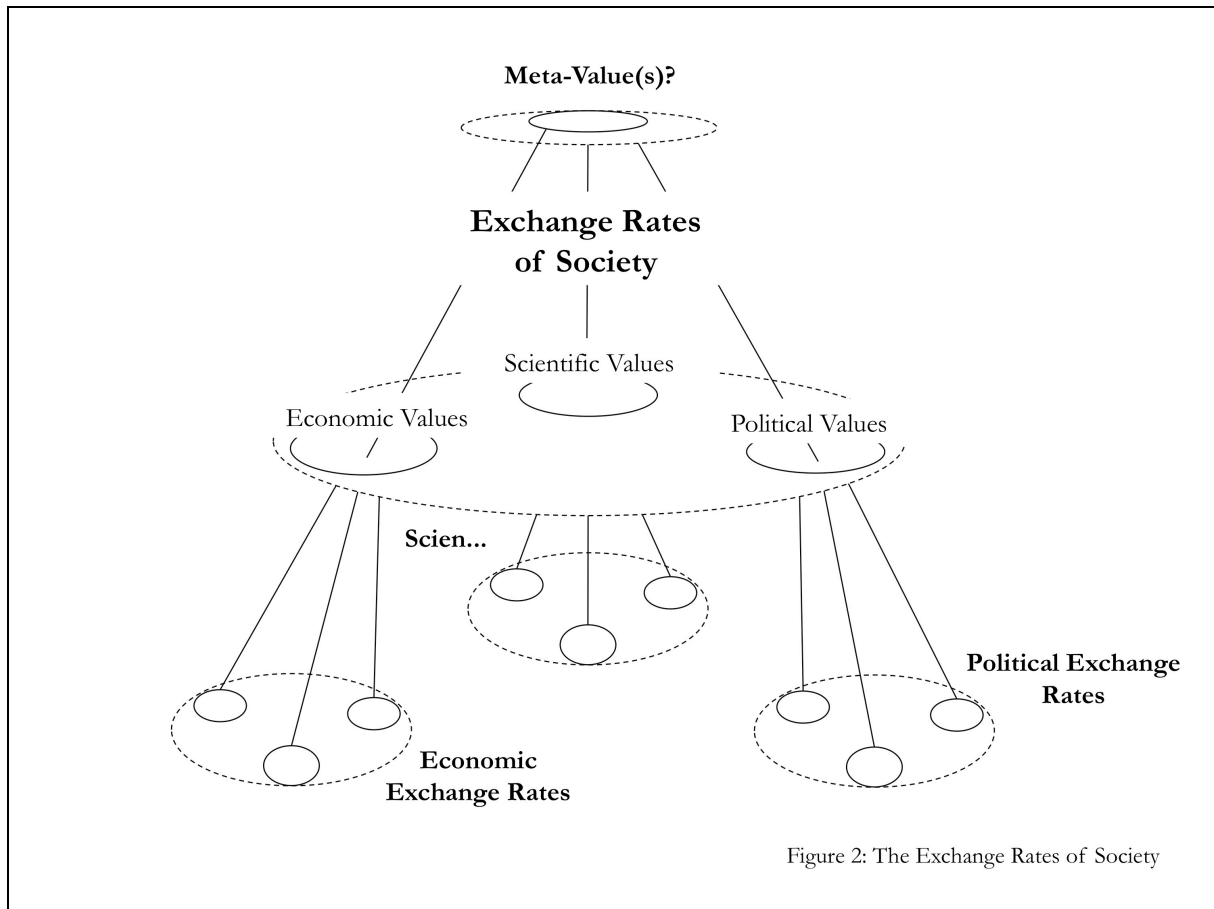 Meta-Value(s)?
Exchange Rates
of Society
Scientific Values
Economic Values
Political Values
Scien...
Political Exchange
Rates
Economic
Exchange Rates
Figure 2: The Exchange Rates of Society